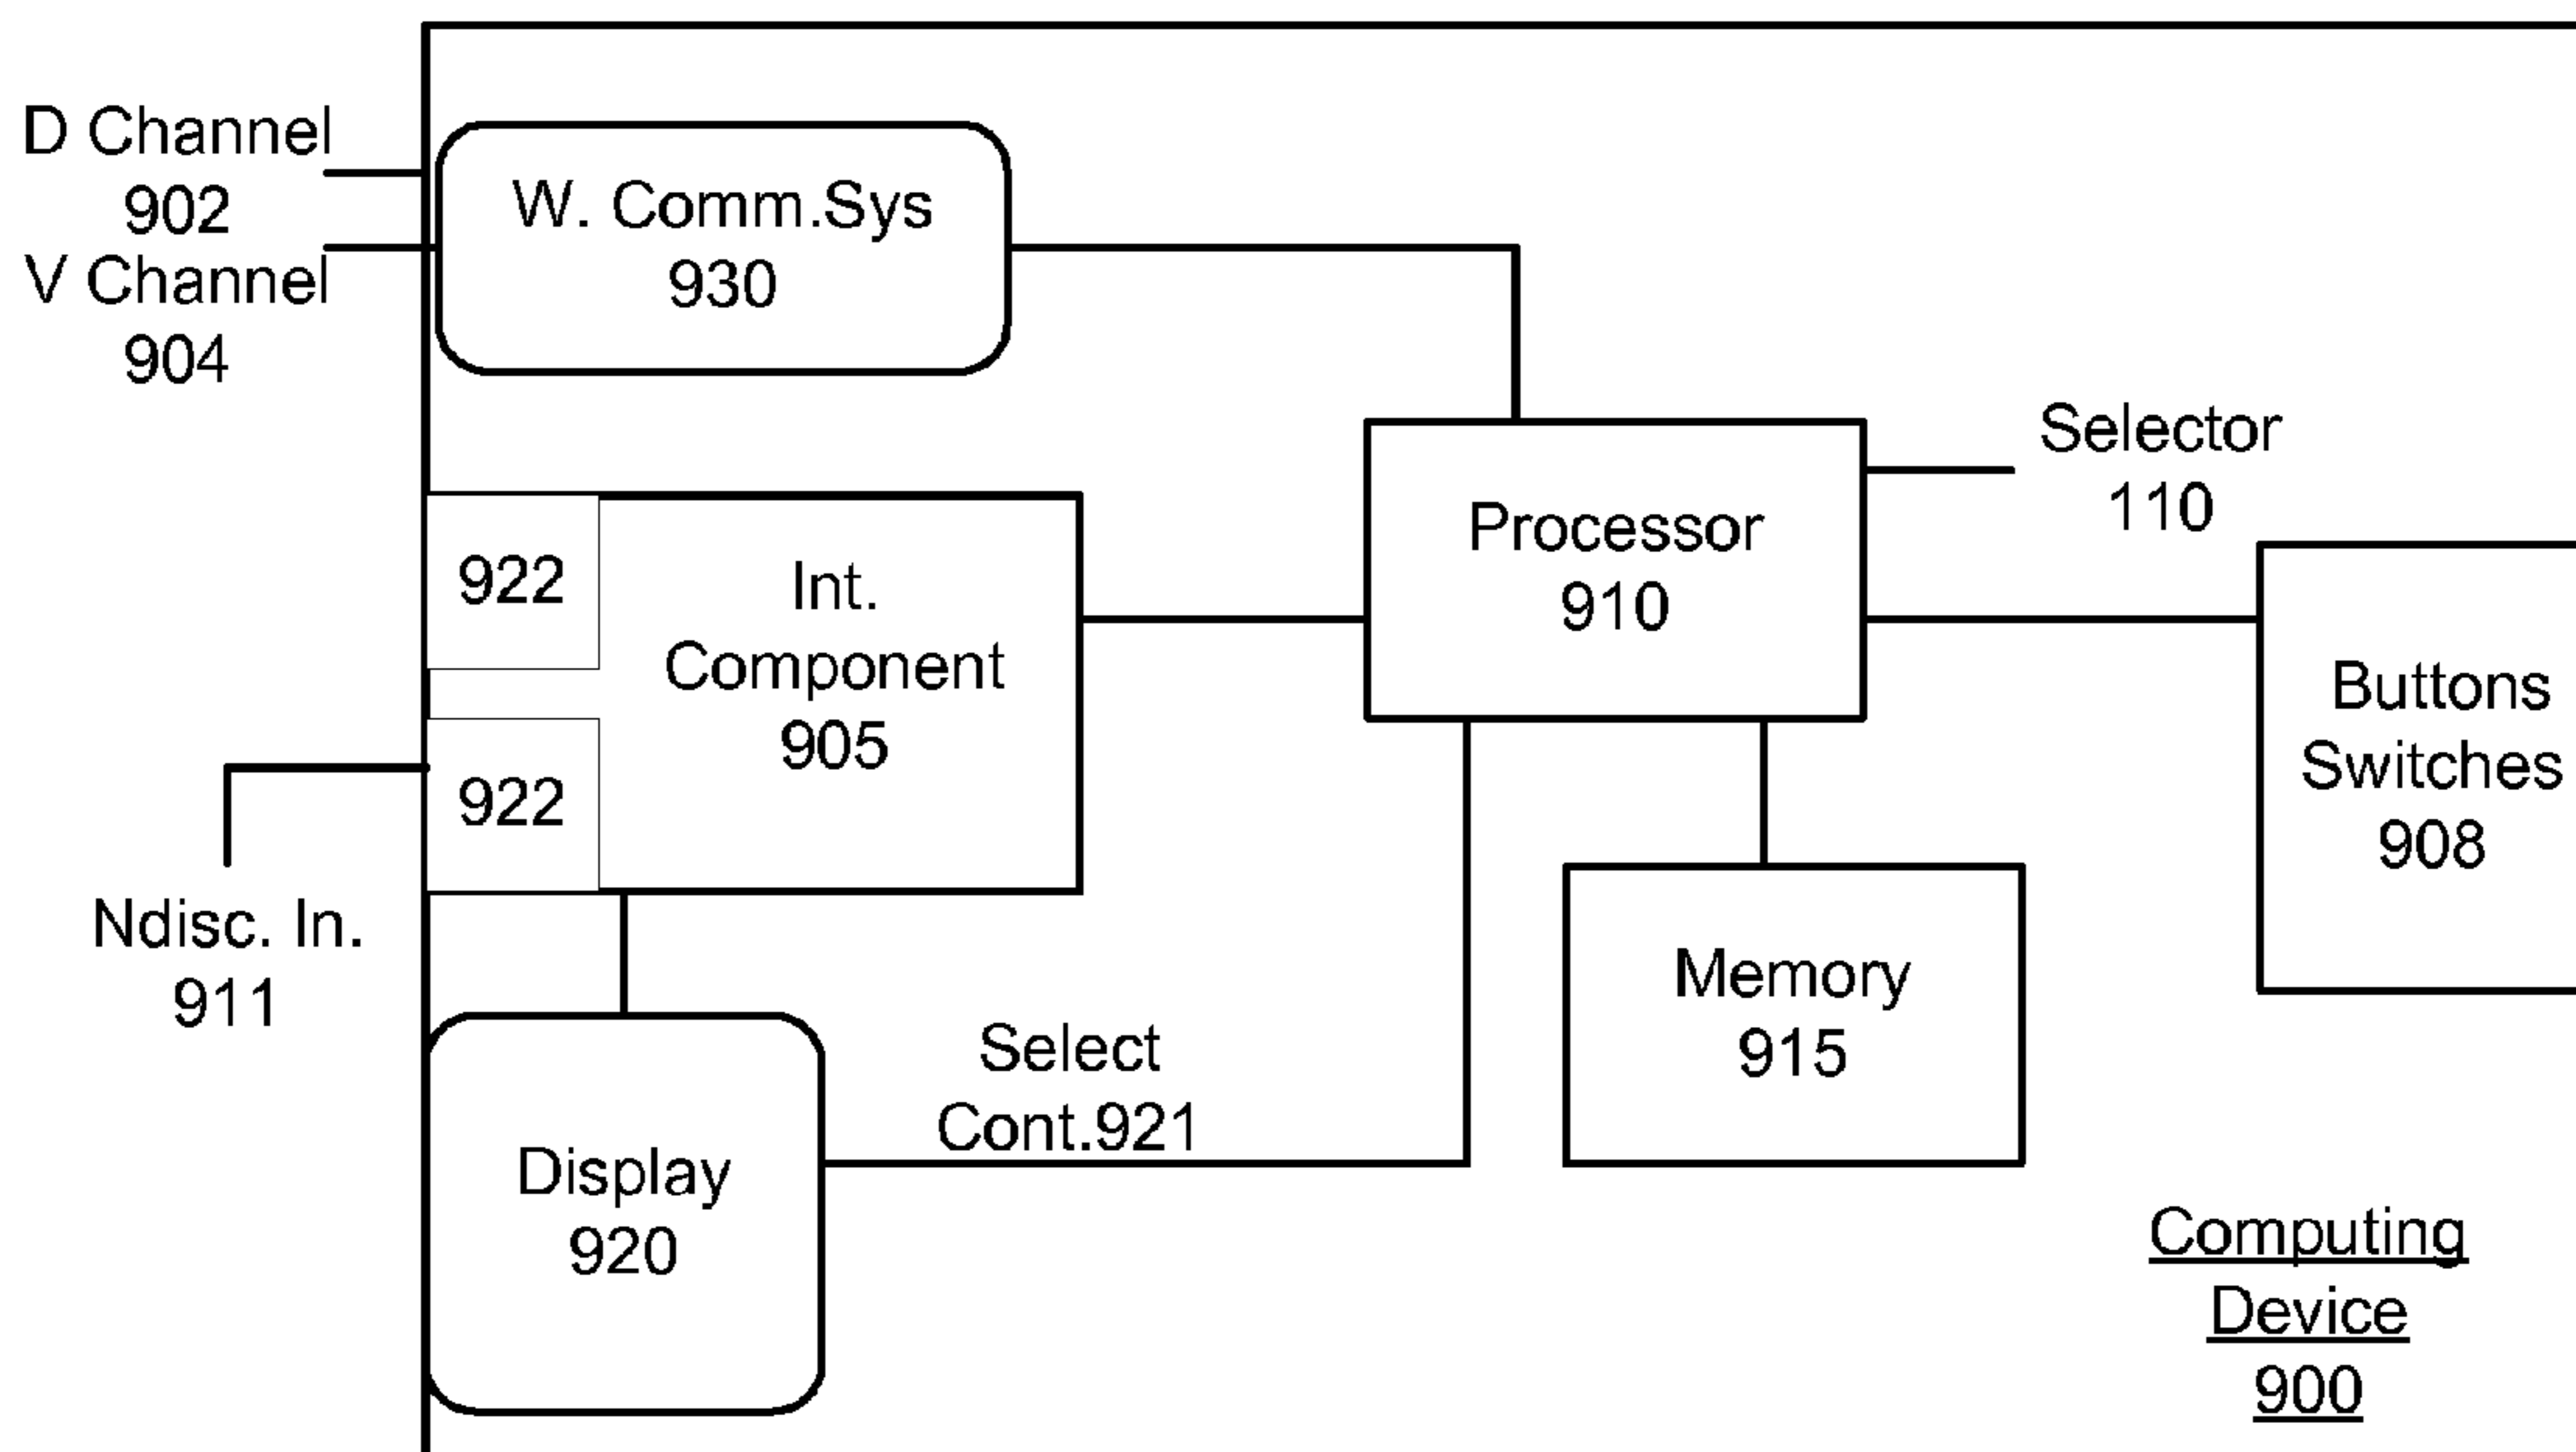 D Channel
902
V Channel
904
W. Comm.Sys
930
Selector
110
Processor
910
922
Int.
Component
905
922
Buttons
Switches
908
Ndisc. In.
911
Memory
915
Select
Cont.921
Display
920
Computing
Device
900